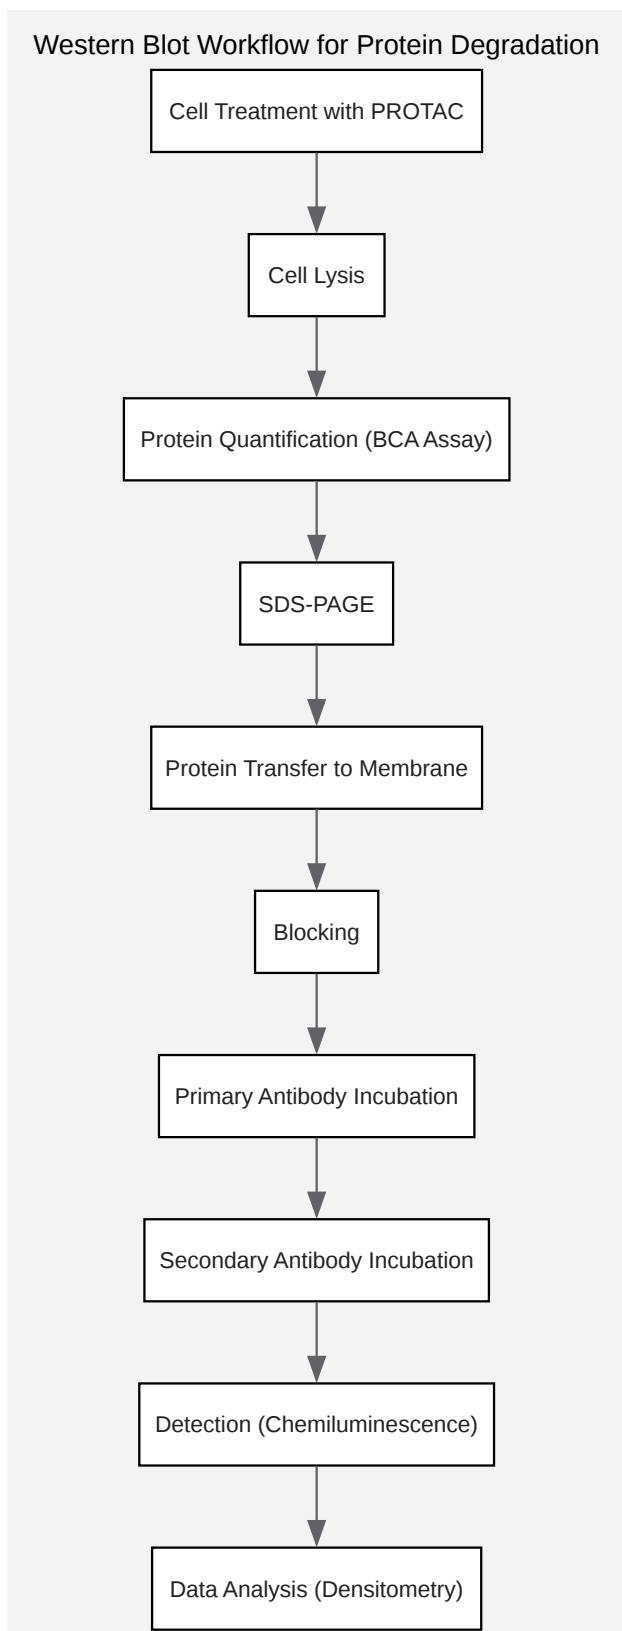 Western Blot Workflow for Protein Degradation
Cell Treatment with PROTAC
Cell Lysis
Protein Quantification (BCA Assay)
SDS-PAGE
Protein Transfer to Membrane
Blocking
Primary Antibody Incubation
Secondary Antibody Incubation
Detection (Chemiluminescence)
Data Analysis (Densitometry)